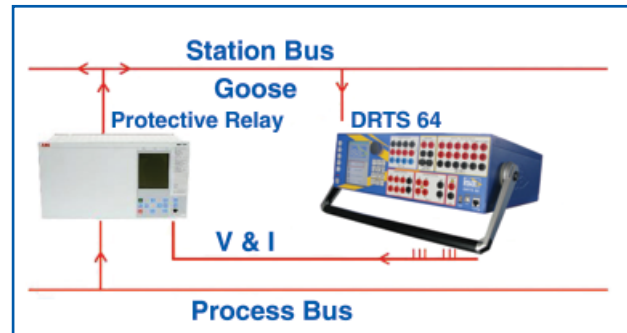 Station Bus
Goose
Protective Relay
DRTS 64
V & I
Process Bus